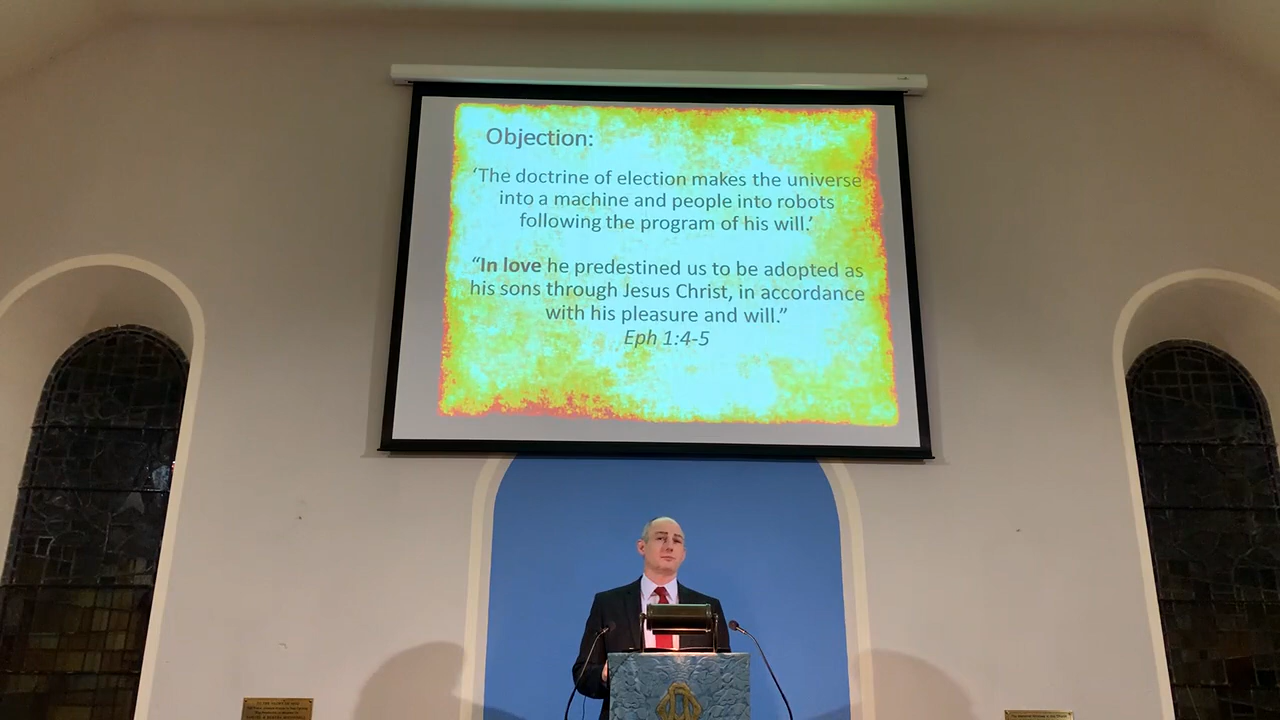 Objection:
‘The doctrine of election makes the universe
into a machine and people into robots
following the program of his will.’
“In love he predestined us to be adopted as
his sons through Jesus Christ, in accordance
with his pleasure and will.”
Eph 1:4-5